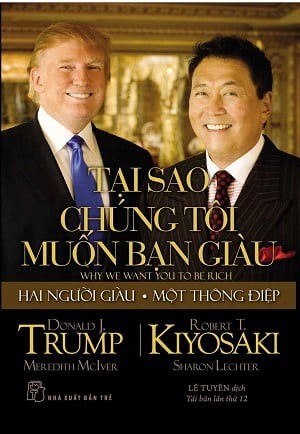 TẠI SAO
CHÚNG TÔI
MUỐN BẠN GIÀU
WHY WE WANT YOU TO BE RICH
HAI NGƯỜI GIÀU • MỘT THÔNG ĐIỆP
DONALD J. TRUMP
MEREDITH MCIVER
ROBERT T. KIYOSAKI
SHARON LECHTER
LÊ TUYÊN dịch
Tái bản lần thứ 12
NHÀ XUẤT BẢN TRẺ